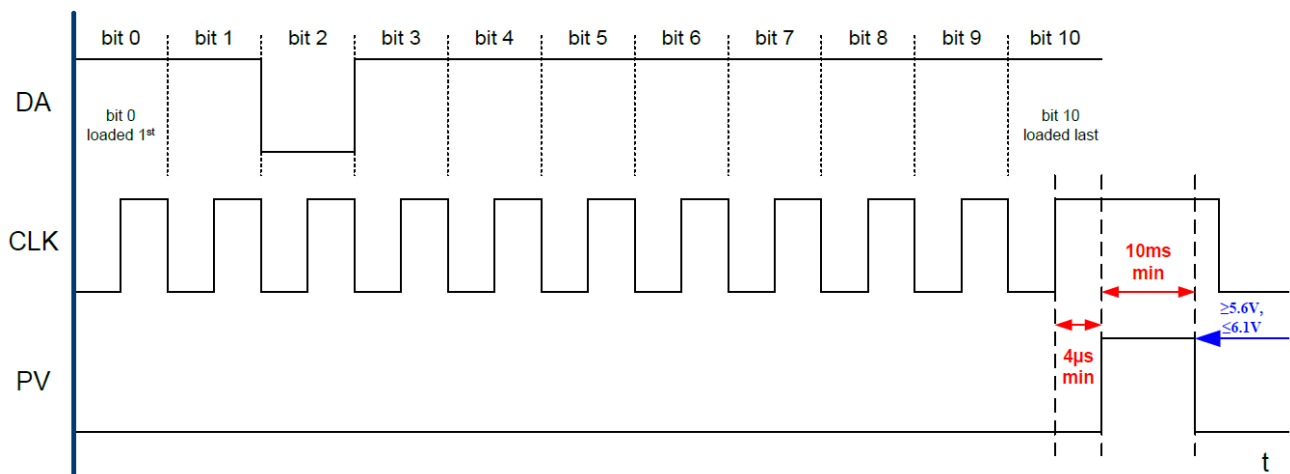 bit 0 bit 1 bit 2 bit 3 bit 4 bit 5 bit 6 bit 7 bit 8 bit 9 bit 10
DA
bit 0
loaded 1st
bit 10
loaded last
CLK
10ms
min
≥5.6V,
≤6.1V
4µs
min
PV
t